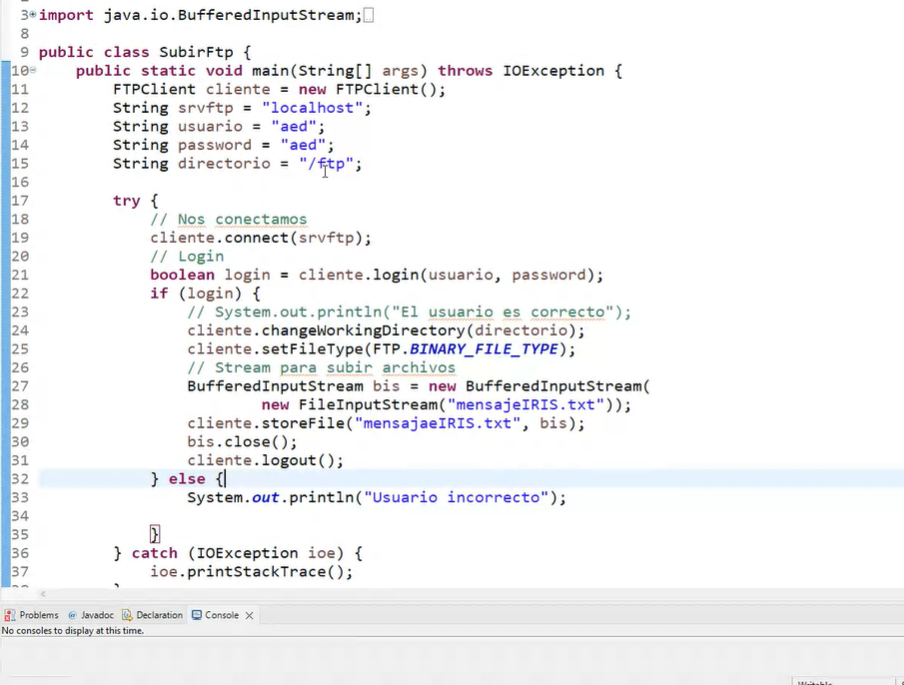 3 import java.io.BufferedInputStream;
8
9 public class SubirFtp {
10 public static void main(String[] args) throws IOException {
11 FTPClient cliente = new FTPClient();
12 String srvftp = "localhost";
13 String usuario = "aed";
14 String password = "aed";
15 String directorio = "/ftp";
16
17 try {
18 // Nos conectamos
19 cliente.connect(srvftp);
20 // Login
21 boolean login = cliente.login(usuario, password);
22 if (login) {
23 // System.out.println("El usuario es correcto");
24 cliente.changeWorkingDirectory(directorio);
25 cliente.setFileType(FTP.BINARY_FILE_TYPE);
26 // Stream para subir archivos
27 BufferedInputStream bis = new BufferedInputStream(
28 new FileInputStream("mensajeIRIS.txt"));
29 cliente.storeFile("mensajaeIRIS.txt", bis);
30 bis.close();
31 cliente.logout();
32 } else {
33 System.out.println("Usuario incorrecto");
34
35 }
36 } catch (IOException ioe) {
37 ioe.printStackTrace();
Problems Javadoc Declaration Console
No consoles to display at this time.